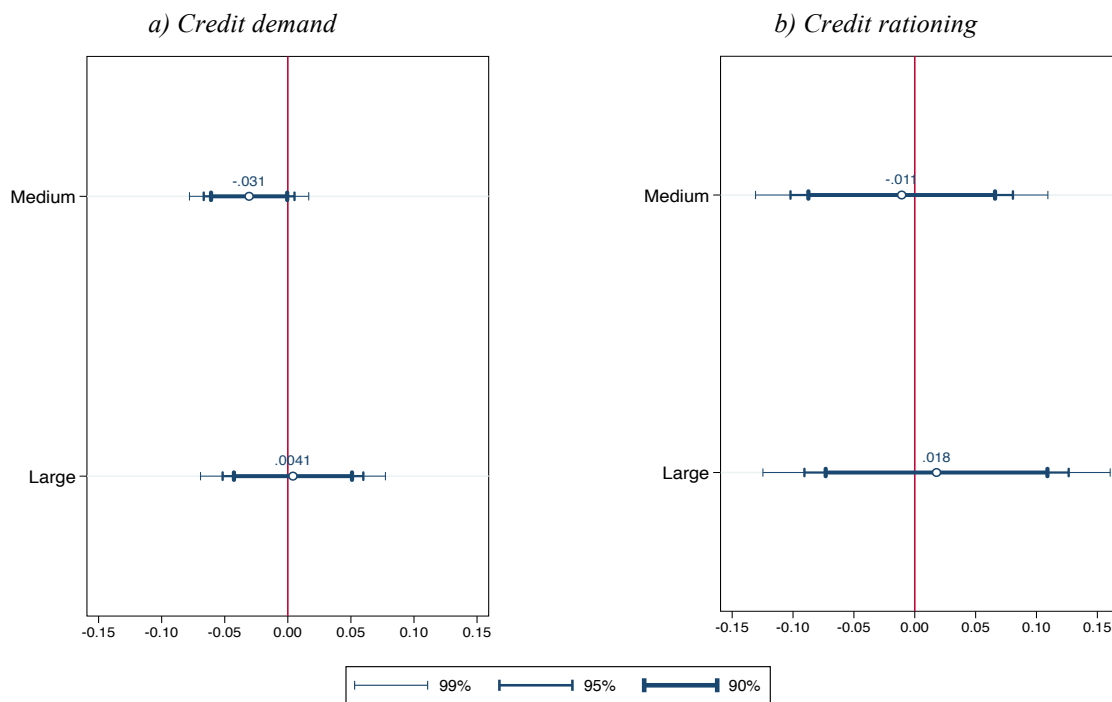 a) Credit demand
b) Credit rationing
Medium
-.031
Large
.0041
-0.15 -0.10 -0.05 0.00 0.05 0.10 0.15
Medium
-.011
Large
.018
-0.15 -0.10 -0.05 0.00 0.05 0.10 0.15
99% 95% 90%